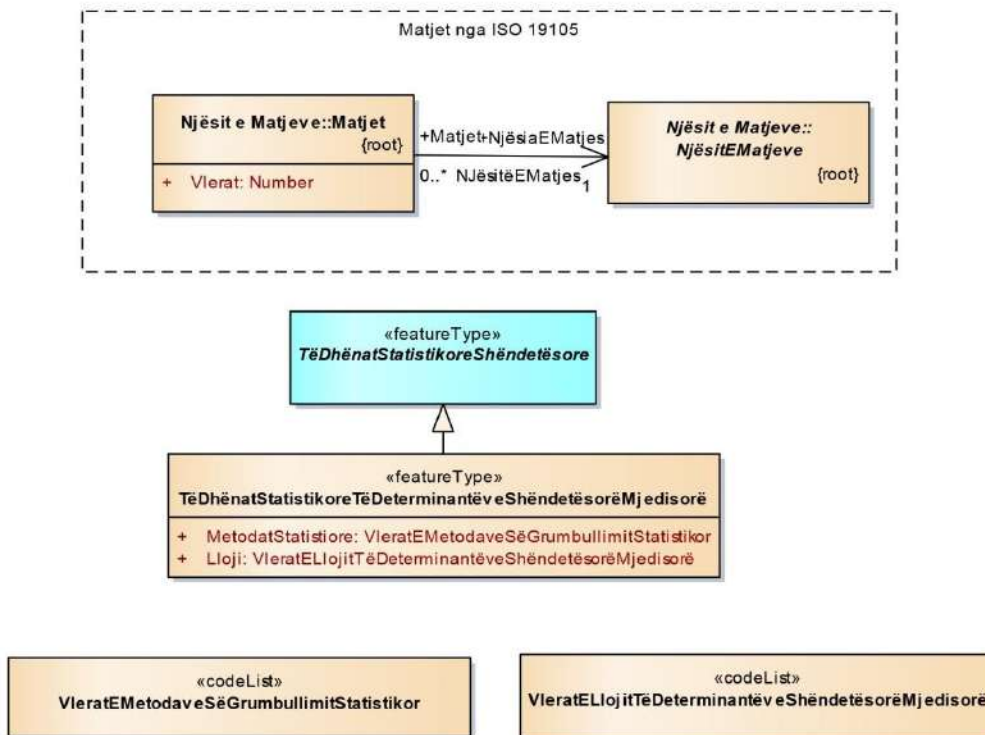 Matjet nga ISO 19105
Njësit e Matjeve::Matjet
{root}
+ Vlerat: Number
+Matjet +NjësiaEMatjes
0..* NJësitëEMatjes 1
Njësit e Matjeve::
NjësitEMatjeve
{root}
«featureType»
TëDhënatStatistikoreShëndetësore
«featureType»
TëDhënatStatistikoreTëDeterminantëveShëndetësorëMjedisorë
+ MetodatStatistiore: VleratEMetodaveSëGrumbullimitStatistikor
+ Lloji: VleratELlojitTëDeterminantëveShëndetësorëMjedisorë
«codeList»
VleratEMetodaveSëGrumbullimitStatistikor
«codeList»
VleratELlojitTëDeterminantëveShëndetësorëMjedisorë